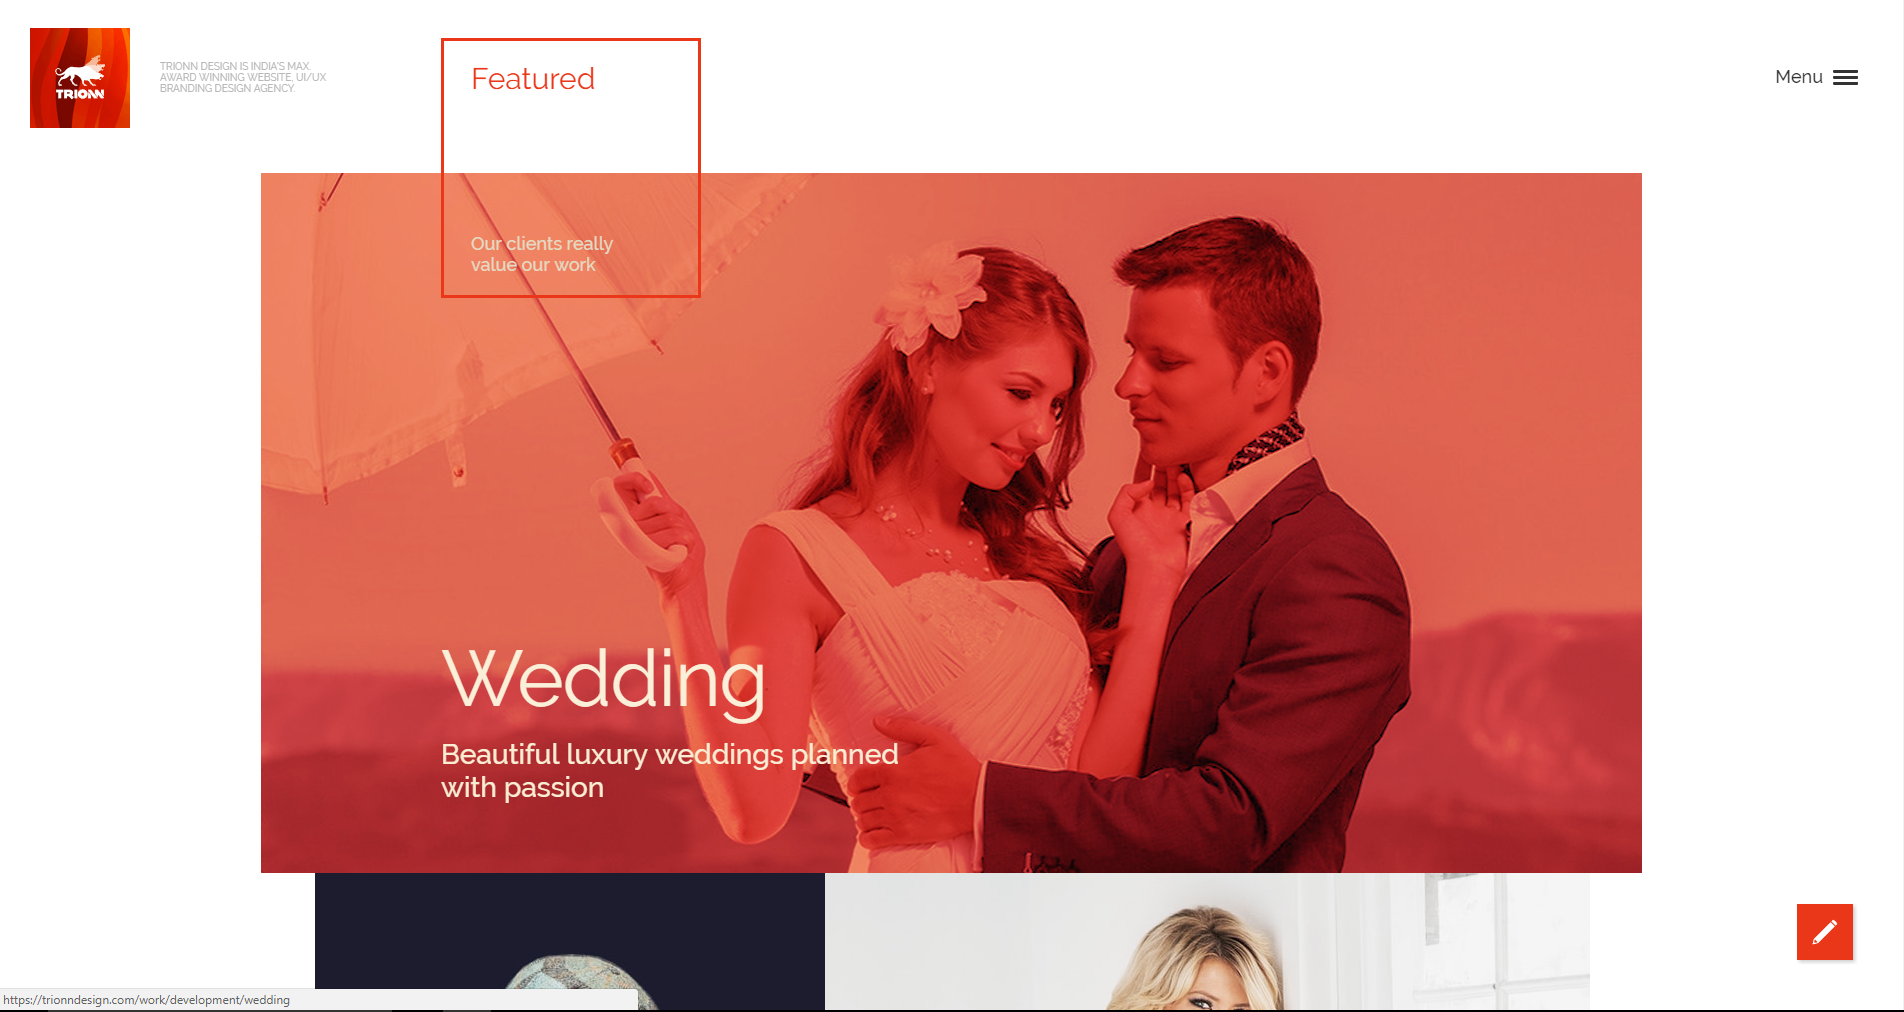 TRIONN
TRIONN DESIGN IS INDIA'S MAX.
AWARD WINNING WEBSITE, UI/UX
BRANDING DESIGN AGENCY.
Featured
Menu
Our clients really
value our work
Wedding
Beautiful luxury weddings planned
with passion
https://trionndesign.com/work/development/wedding